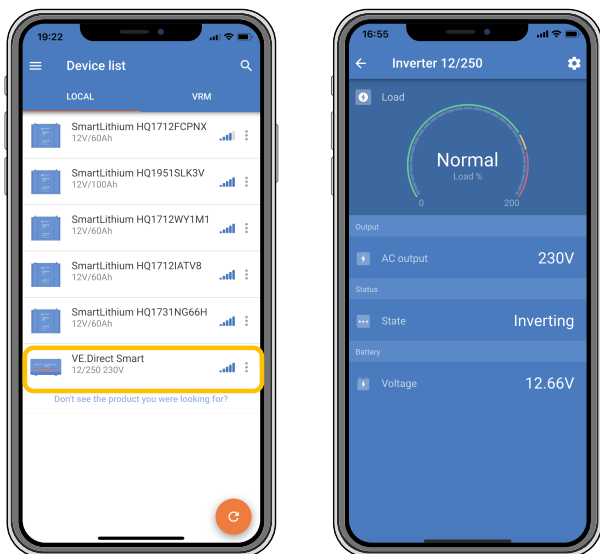 19:22
Device list
LOCAL
VRM
SmartLithium HQ1712FCPNX
12V/60Ah
SmartLithium HQ1951SLK3V
12V/100Ah
SmartLithium HQ1712WY1M1
12V/60Ah
SmartLithium HQ1712IATV8
12V/60Ah
SmartLithium HQ1731NG66H
12V/60Ah
VE.Direct Smart
12/250 230V
Don't see the product you were looking for?
16:55
Inverter 12/250
Load
Normal
Load %
0
200
Output
AC output
230V
Status
State
Inverting
Battery
Voltage
12.66V